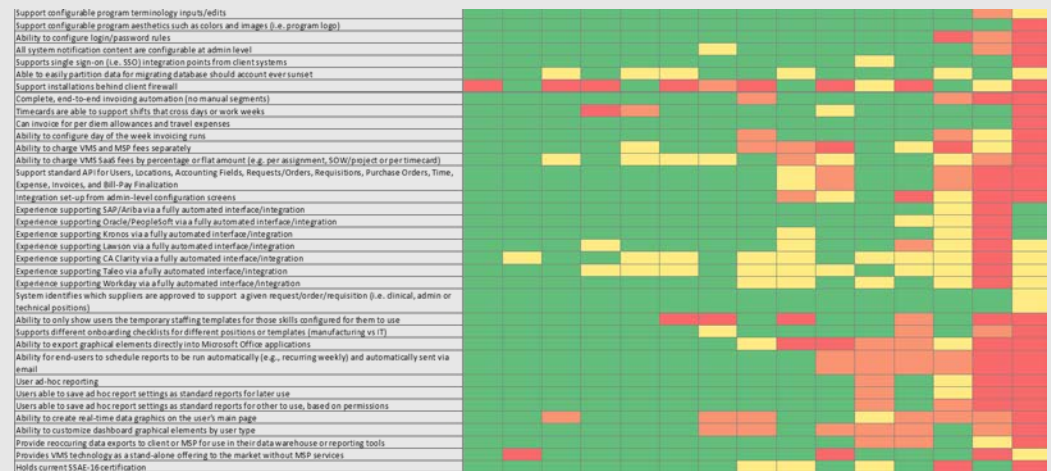 Support configurable program terminology inputs/edits
Support configurable program aesthetics such as colors and images (i.e. program logo)
Ability to configure login/password rules
All system notification content are configurable at admin level
Supports single sign-on (i.e. SSO) integration points from client systems
Able to easily partition data for migrating database should account ever sunset
Support installations behind client firewall
Complete, end-to-end invoicing automation (no manual segments)
Timecards are able to support shifts that cross days or work weeks
Can invoice for per diem allowances and travel expenses
Ability to configure day of the week invoicing runs
Ability to charge VMS and MSP fees separately
Ability to charge VMS SaaS fees by percentage or flat amount (e.g. per assignment, SOW/project or per timecard)
Support standard API for Users, Locations, Accounting Fields, Requests/Orders, Requisitions, Purchase Orders, Time,
Expense, Invoices, and Bill-Pay Finalization
Integration set-up from admin-level configuration screens
Experience supporting SAP/Ariba via a fully automated interface/integration
Experience supporting Oracle/PeopleSoft via a fully automated interface/integration
Experience supporting Kronos via a fully automated interface/integration
Experience supporting Lawson via a fully automated interface/integration
Experience supporting CA Clarity via a fully automated interface/integration
Experience supporting Taleo via a fully automated interface/integration
Experience supporting Workday via a fully automated interface/integration
System identifies which suppliers are approved to support a given request/order/requisition (i.e. clinical, admin or
technical positions)
Ability to only show users the temporary staffing templates for those skills configured for them to use
Supports different onboarding checklists for different positions or templates (manufacturing vs IT)
Ability to export graphical elements directly into Microsoft Office applications
Ability for end-users to schedule reports to be run automatically (e.g., recurring weekly) and automatically sent via
email
User ad-hoc reporting
Users able to save ad hoc report settings as standard reports for later use
Users able to save ad hoc report settings as standard reports for other to use, based on permissions
Ability to create real-time data graphics on the user's main page
Ability to customize dashboard graphical elements by user type
Provide reoccuring data exports to client or MSP for use in their data warehouse or reporting tools
Provides VMS technology as a stand-alone offering to the market without MSP services
Holds current SSAE-16 certification